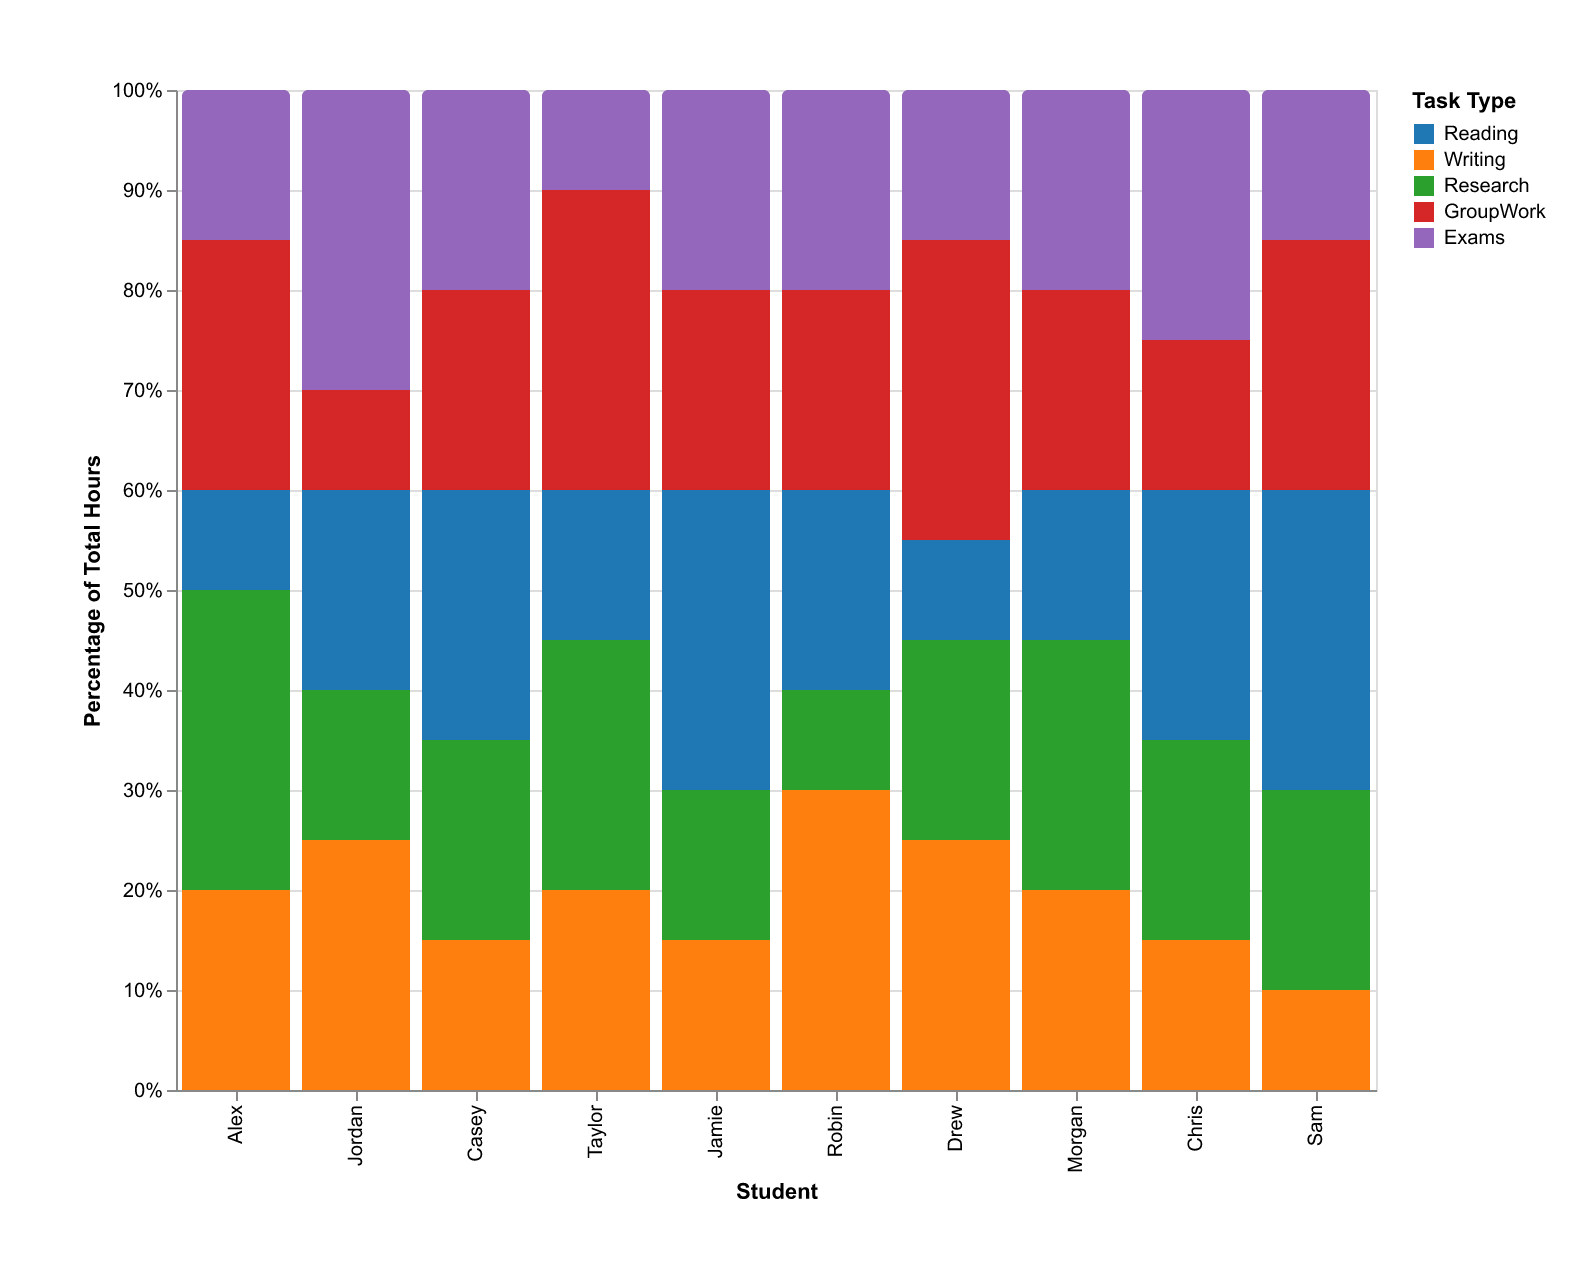 100%
90%
80%
70%
60%
50%
40%
30%
20%
10%
0%
Percentage of Total Hours
Alex
Jordan
Casey
Taylor
Jamie
Robin
Drew
Morgan
Chris
Sam
Student
Task Type
Reading
Writing
Research
GroupWork
Exams